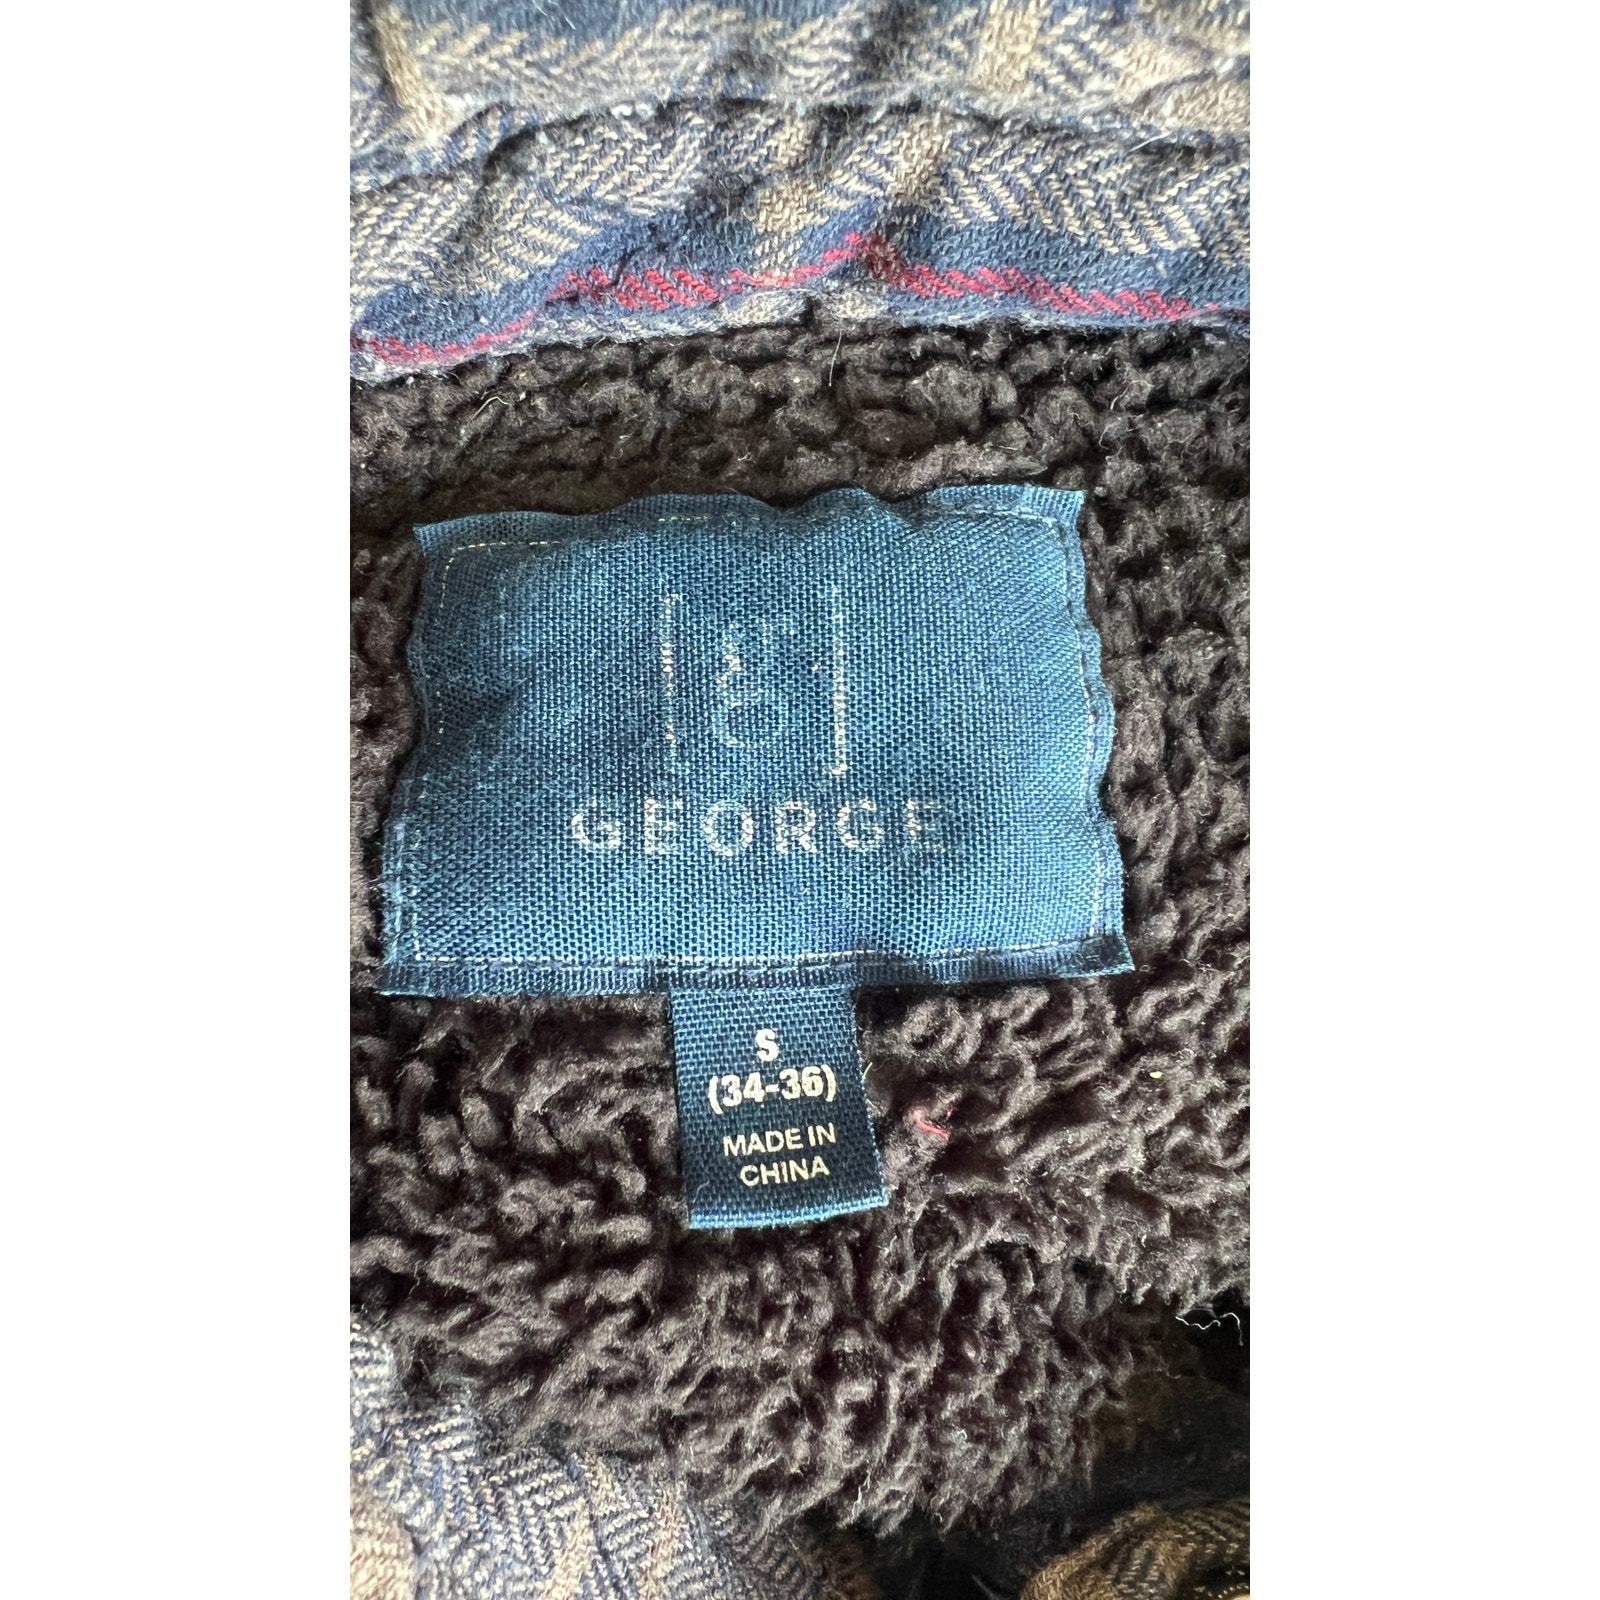 g
GEORGE
S
(34-36)
MADE IN
CHINA